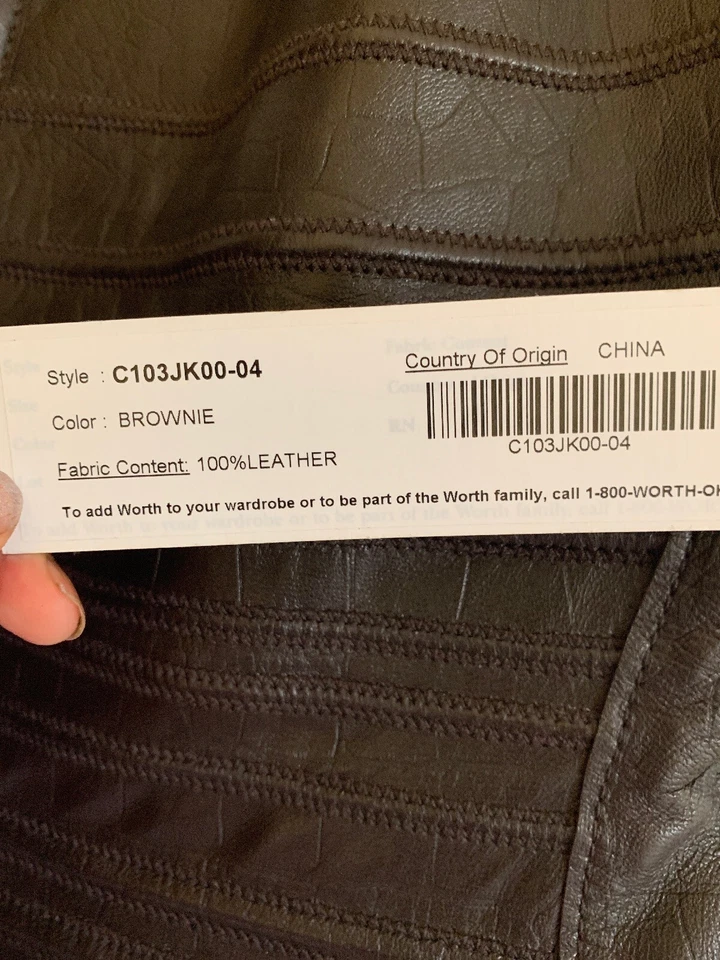 Style : C103JK00-04
Color : BROWNIE
Fabric Content: 100%LEATHER
Country Of Origin CHINA
C103JK00-04
To add Worth to your wardrobe or to be part of the Worth family, call 1-800-WORTH-